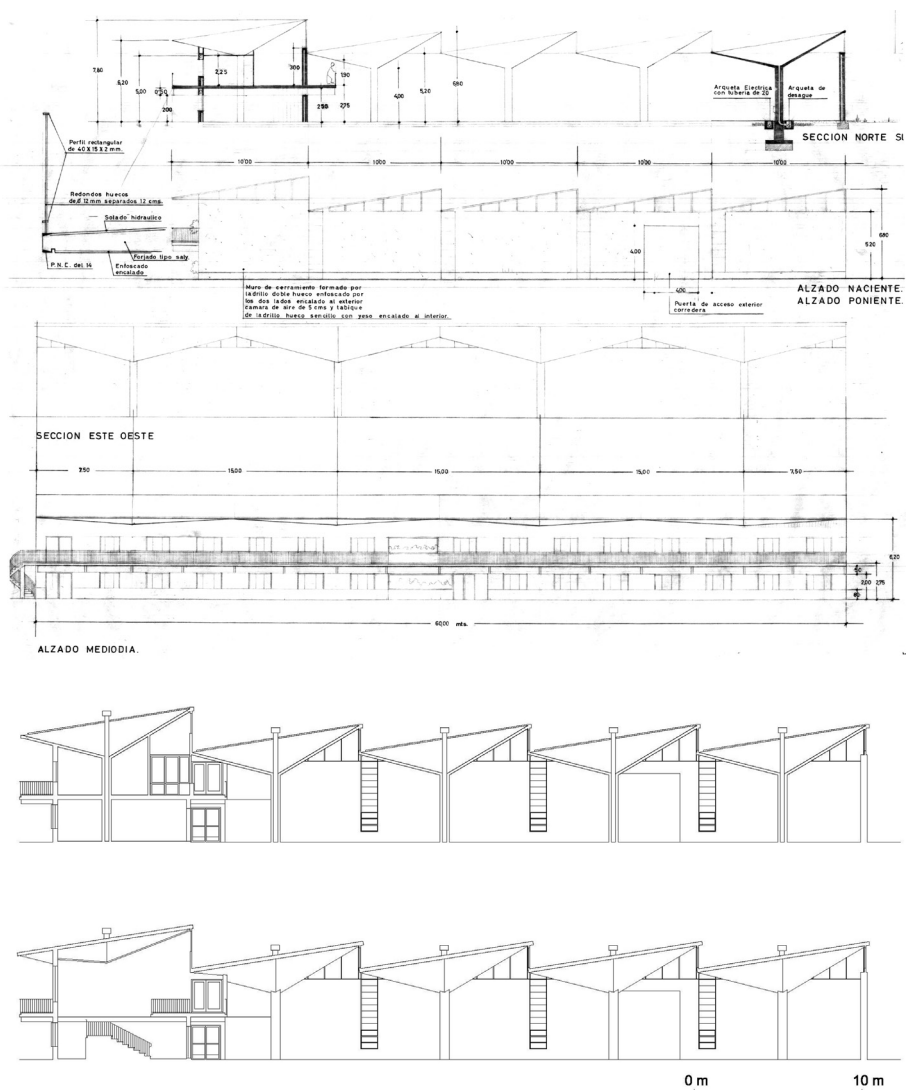 7,80
6,20
5,00
0'50
200
2,25
3,00
1,90
250
2,75
4,00
5,20
6,80
Arqueta Electrica
con tuberia de 20
Arqueta de
desague
SECCION NORTE SU
Perfil rectangular
de 40 X 15 X 2 mm.
Redondos huecos
de Ø 12 mm separados 12 cms.
Solado hidraulico
Forjado tipo saly.
P.N.E. del 14
Enfoscado
encalado
10'00
10'00
10'00
10'00
10'00
4,00
4,00
6,80
5,20
Muro de cerramiento formado por
ladrillo doble hueco enfoscado por
los dos lados encalado al exterior
camara de aire de 5 cms y tabique
de ladrillo hueco sencillo con yeso encalado al interior.
Puerta de acceso exterior
corredera
ALZADO NACIENTE.
ALZADO PONIENTE.
SECCION ESTE OESTE
7,50
15,00
15,00
15,00
7,50
6,20
2,00
2,75
60,00 mts.
ALZADO MEDIODIA.
0 m
10 m